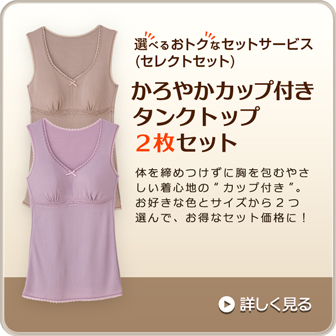 選べるおトクなセットサービス
(セレクトセット)
かろやかカップ付き
タンクトップ
2枚セット
体を締めつけずに胸を包むやさ
しい着心地の"カップ付き"。
お好きな色とサイズから2つ
選んで、お得なセット価格に!
詳しく見る